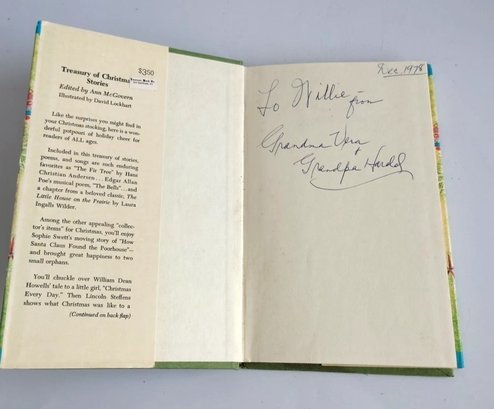 $3.50
Treasury of Christmas
Stories
Edited by Ann McGovern
Illustrated by David Lockhart
Like the surprises you might find in
your Christmas stocking, here is a won-
derful potpouri of holiday cheer for
readers of ALL ages.
Included in this treasury of stories,
poems, and songs are such enduring
favorites as "The Fir Tree" by Hans
Christian Andersen . . . Edgar Allan
Poe's musical poem, "The Bells". . . and
a chapter from a beloved classic, The
Little House on the Prairie by Laura
Ingalls Wilder.
Among the other appealing "collec-
tor's items" for Christmas, you'll enjoy
Sophie Swett's moving story of "How
Santa Claus Found the Poorhouse"—
and brought great happiness to two
small orphans.
You'll chuckle over William Dean
Howells' tale to a little girl, "Christmas
Every Day." Then Lincoln Steffens
shows what Christmas was like to a
(Continued on back flap)
Dec 1978
To Willie from
Grandma Vera
&
Grandpa Harold